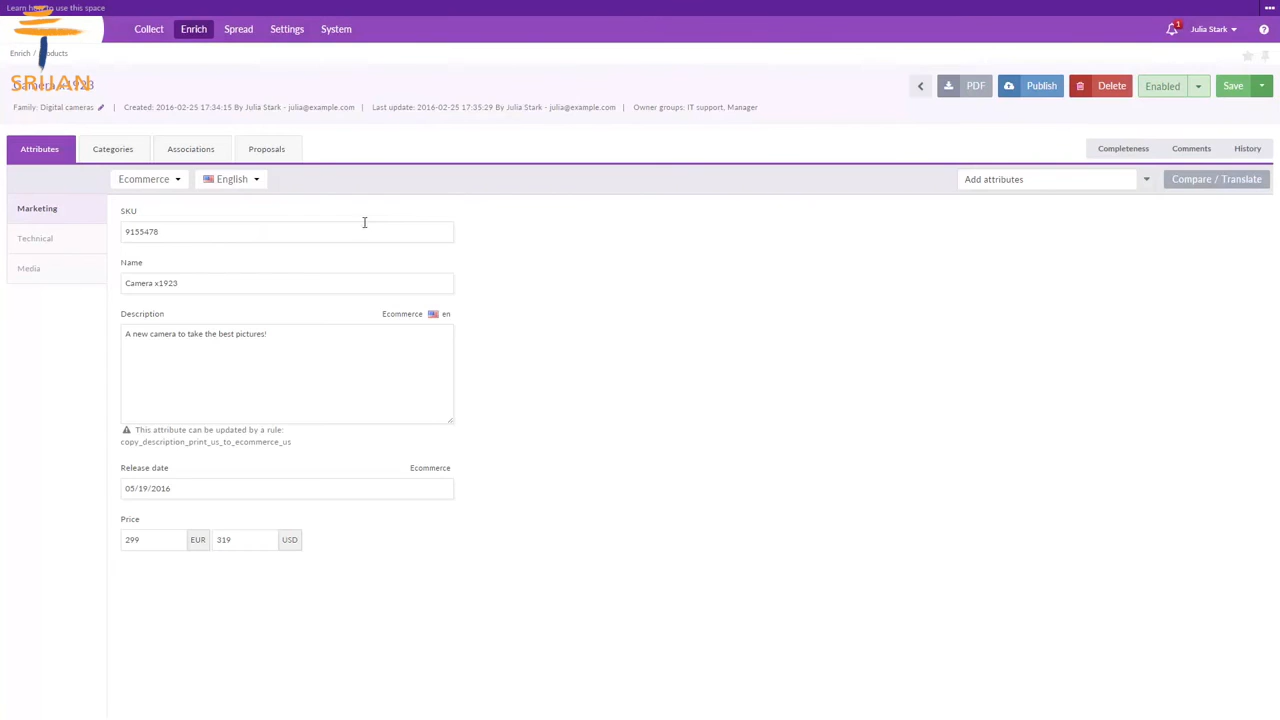 Learn how to use this space
SRIJAN
Collect Enrich Spread Settings System
1 Julia Stark
Enrich / Products
Camera x1923
PDF Publish Delete Enabled Save
Family: Digital cameras Created: 2016-02-25 17:34:15 By Julia Stark - julia@example.com | Last update: 2016-02-25 17:35:29 By Julia Stark - julia@example.com | Owner groups: IT support, Manager
Attributes Categories Associations Proposals Completeness Comments History
Ecommerce English Add attributes Compare / Translate
Marketing
Technical
Media
SKU
9155478
Name
Camera x1923
Description Ecommerce en
A new camera to take the best pictures!
This attribute can be updated by a rule:
copy_description_print_us_to_ecommerce_us
Release date Ecommerce
05/19/2016
Price
299 EUR 319 USD